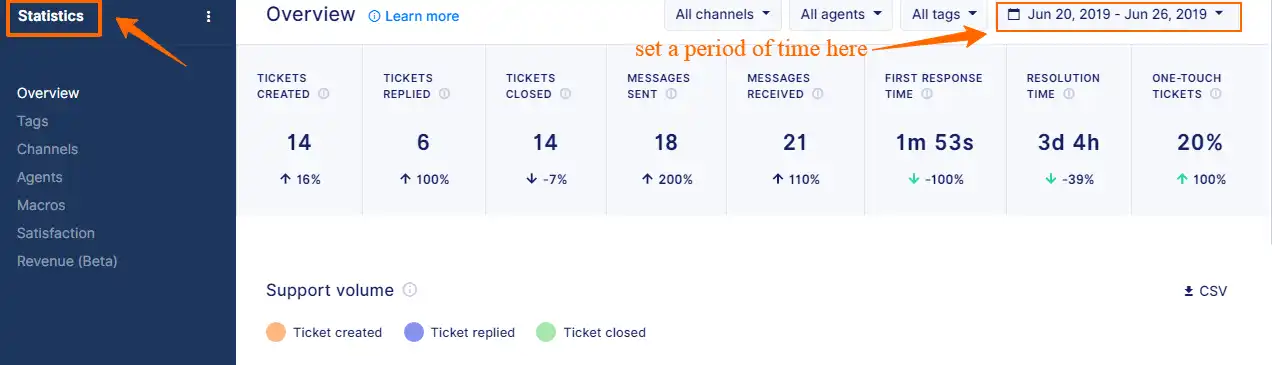 Statistics
Overview
Tags
Channels
Agents
Macros
Satisfaction
Revenue (Beta)
Overview Learn more All channels All agents All tags Jun 20, 2019 - Jun 26, 2019
set a period of time here
TICKETS CREATED
14
16%
TICKETS REPLIED
6
100%
TICKETS CLOSED
14
-7%
MESSAGES SENT
18
200%
MESSAGES RECEIVED
21
110%
FIRST RESPONSE TIME
1m 53s
-100%
RESOLUTION TIME
3d 4h
-39%
ONE-TOUCH TICKETS
20%
100%
Support volume
CSV
Ticket created Ticket replied Ticket closed